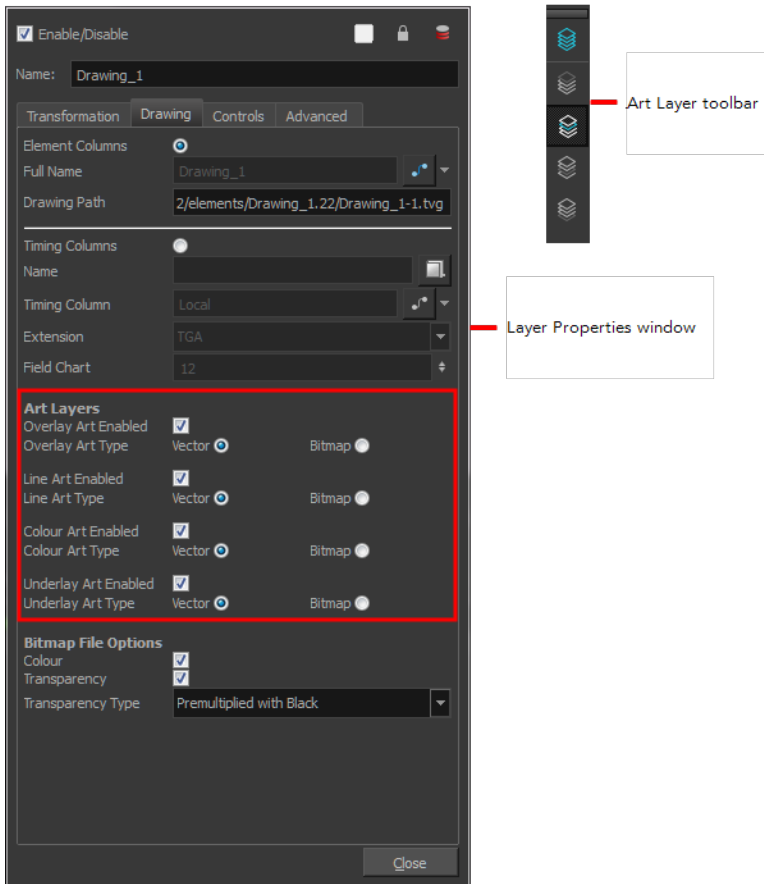 Enable/Disable
Name: Drawing_1
Transformation Drawing Controls Advanced
Element Columns
Full Name Drawing_1
Drawing Path 2/elements/Drawing_1.22/Drawing_1-1.tvg
Timing Columns
Name
Timing Column Local
Extension TGA
Field Chart 12
Art Layers
Overlay Art Enabled
Overlay Art Type Vector Bitmap
Line Art Enabled
Line Art Type Vector Bitmap
Colour Art Enabled
Colour Art Type Vector Bitmap
Underlay Art Enabled
Underlay Art Type Vector Bitmap
Bitmap File Options
Colour
Transparency
Transparency Type Premultiplied with Black
Close
Art Layer toolbar
Layer Properties window